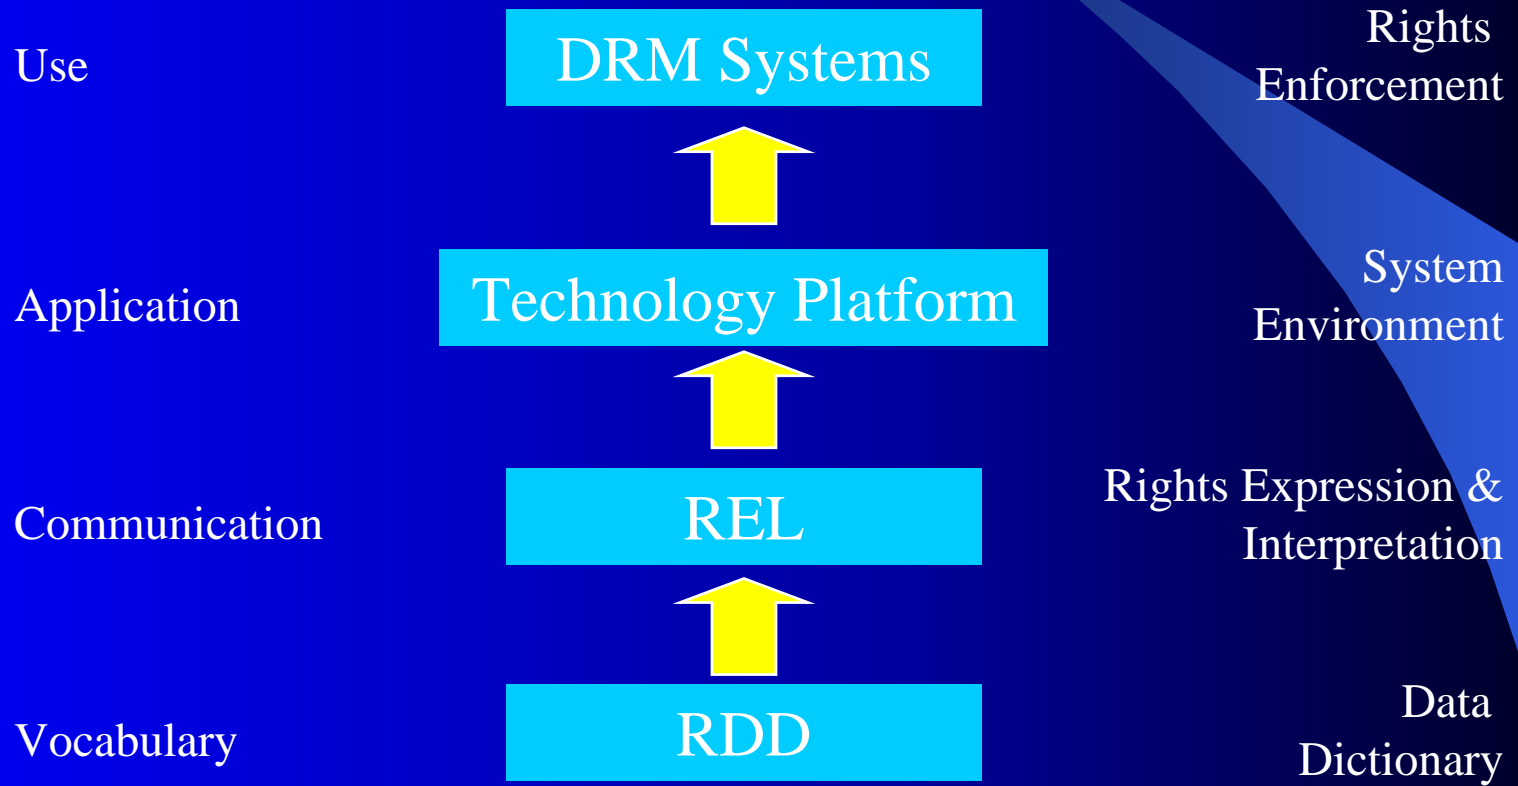 Use
DRM Systems
Rights
Enforcement
Application
Technology Platform
System
Environment
Communication
REL
Rights Expression &
Interpretation
Vocabulary
RDD
Data
Dictionary